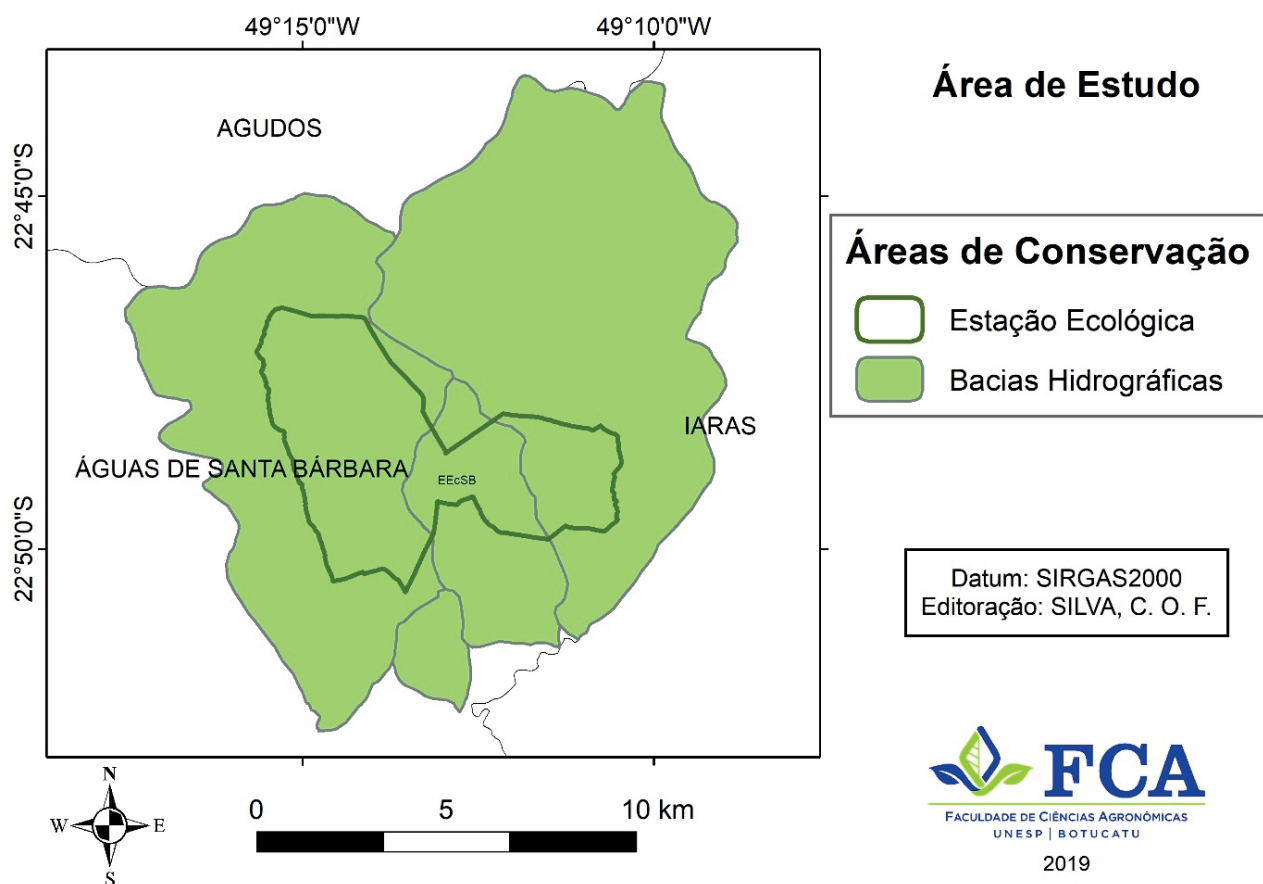 49°15'0"W
49°10'0"W
Área de Estudo
AGUDOS
22°45'0"S
Áreas de Conservação
Estação Ecológica
Bacias Hidrográficas
IARAS
ÁGUAS DE SANTA BÁRBARA
EEcSB
22°50'0"S
Datum: SIRGAS2000
Editoração: SILVA, C. O. F.
N
W
E
S
0
5
10 km
FCA
FACULDADE DE CIÊNCIAS AGRONÔMICAS
UNESP | BOTUCATU
2019